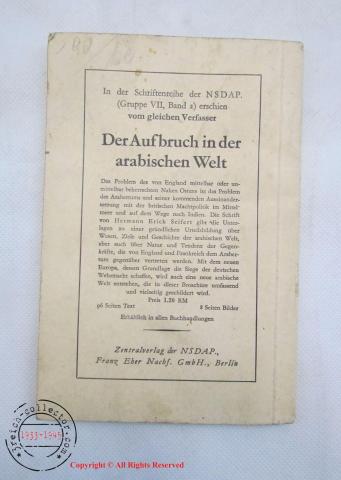 In der Schriftenreihe der NSDAP.
(Gruppe VII, Band 2) erschien
vom gleichen Verfasser
Der Aufbruch in der
arabischen Welt
Das Problem des von England mittelbar oder un-
mittelbar beherrschten Nahen Ostens ist das Problem
des Arabertums und seiner kommenden Auseinander-
setzung mit der britischen Machtpolitik im Mittel-
meer und auf dem Wege nach Indien. Die Schrift
von Hermann Erich Seifert gibt die Unter-
lagen zu einer gründlichen Urteilsbildung über
Wesen, Ziele und Geschichte der arabischen Welt,
aber auch über Natur und Tendenz der Gegen-
kräfte, die von England und Frankreich dem Araber-
tum gegenüber vertreten werden. Mit dem neuen
Europa, dessen Grundlage die Siege der deutschen
Wehrmacht schaffen, wird auch eine neue arabische
Welt entstehen, die in dieser Broschüre umfassend
und vielseitig geschildert wird.
Preis 1.20 RM
96 Seiten Text 8 Seiten Bilder
Erhältlich in allen Buchhandlungen
Zentralverlag der NSDAP.,
Franz Eher Nachf. GmbH., Berlin
3reich-collector.com
1933-1945
Copyright © All Rights Reserved